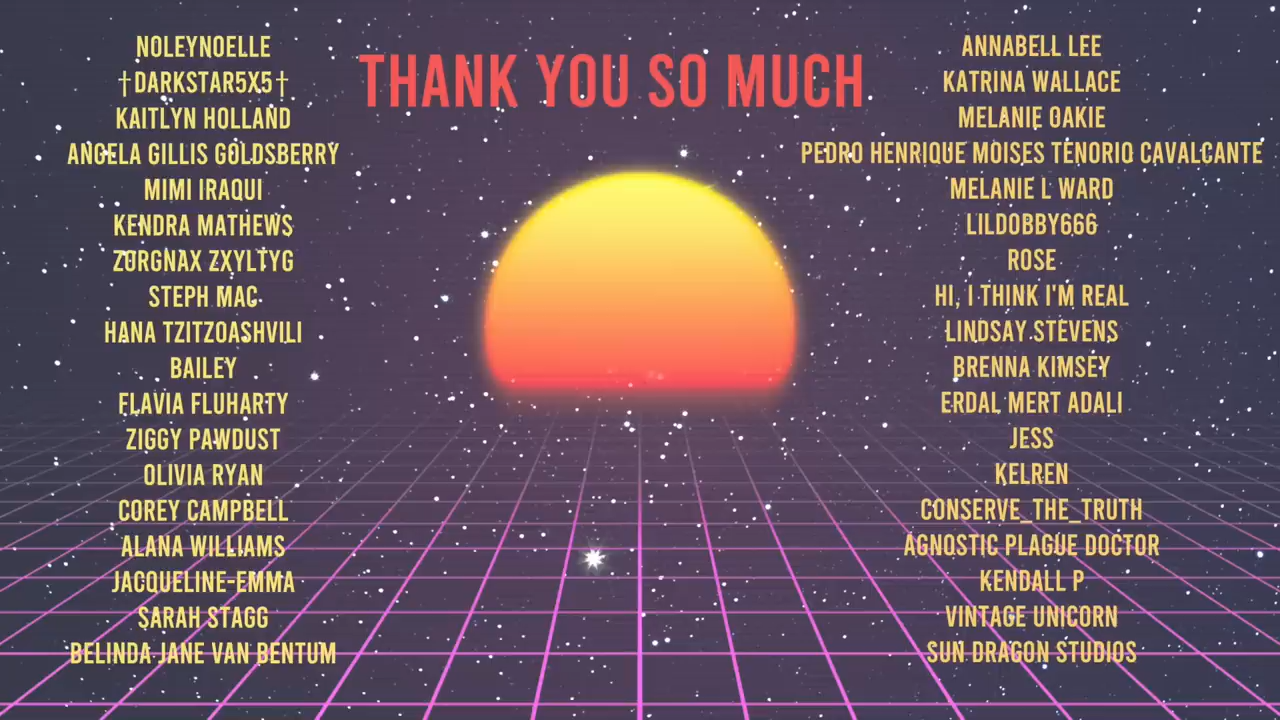 THANK YOU SO MUCH
NOLEYNOELLE
†DARKSTAR5X5†
KAITLYN HOLLAND
ANGELA GILLIS GOLDSBERRY
MIMI IRAQUI
KENDRA MATHEWS
ZORGNAX ZXYLTYG
STEPH MAC
HANA TZITZOASHVILI
BAILEY
FLAVIA FLUHARTY
ZIGGY PAWDUST
OLIVIA RYAN
COREY CAMPBELL
ALANA WILLIAMS
JACQUELINE-EMMA
SARAH STAGG
BELINDA JANE VAN BENTUM
ANNABELL LEE
KATRINA WALLACE
MELANIE OAKIE
PEDRO HENRIQUE MOISES TENORIO CAVALCANTE
MELANIE L WARD
LILDOBBY666
ROSE
HI, I THINK I'M REAL
LINDSAY STEVENS
BRENNA KIMSEY
ERDAL MERT ADALI
JESS
KELREN
CONSERVE_THE_TRUTH
AGNOSTIC PLAGUE DOCTOR
KENDALL P
VINTAGE UNICORN
SUN DRAGON STUDIOS